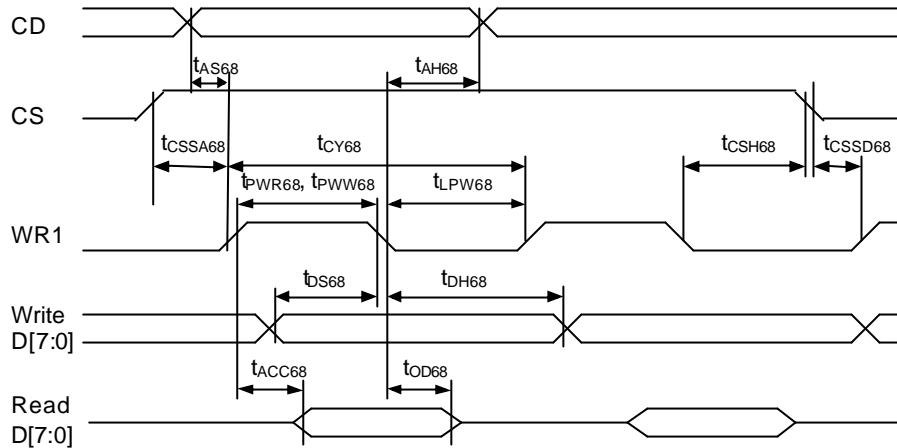 CD
tAS68 tAH68
CS
tCSSA68 tCY68 tCSH68 tCSSD68
tPWR68, tPWW68 tLPW68
WR1
tDS68 tDH68
Write
D[7:0]
tACC68 tOD68
Read
D[7:0]